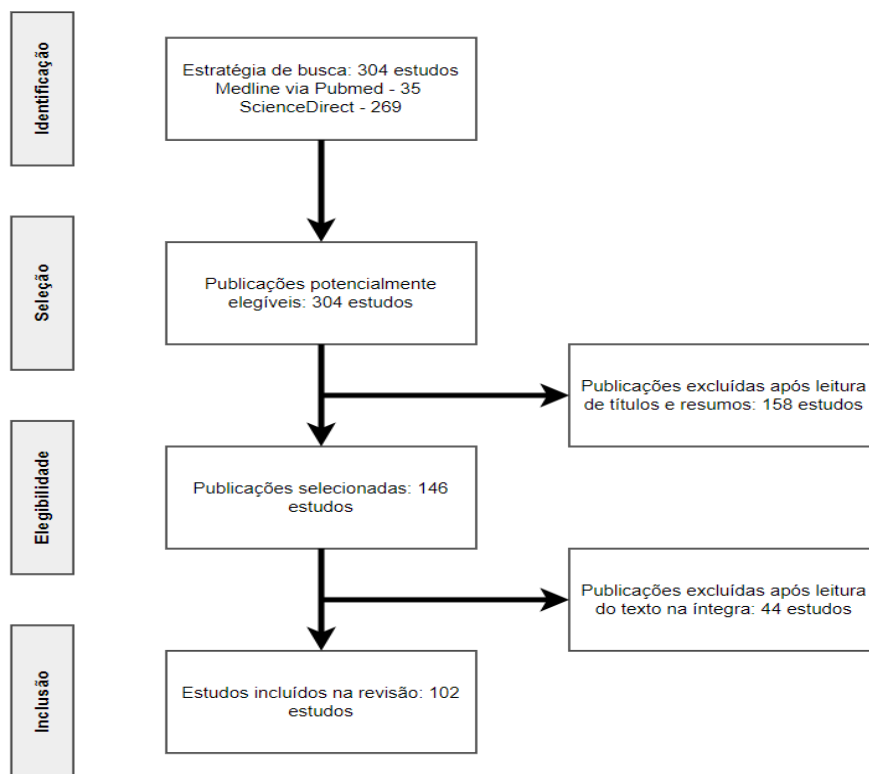 Identificação
Estratégia de busca: 304 estudos
Medline via Pubmed - 35
ScienceDirect - 269
Seleção
Publicações potencialmente
elegíveis: 304 estudos
Publicações excluídas após leitura
de títulos e resumos: 158 estudos
Elegibilidade
Publicações selecionadas: 146
estudos
Publicações excluídas após leitura
do texto na íntegra: 44 estudos
Inclusão
Estudos incluídos na revisão: 102
estudos